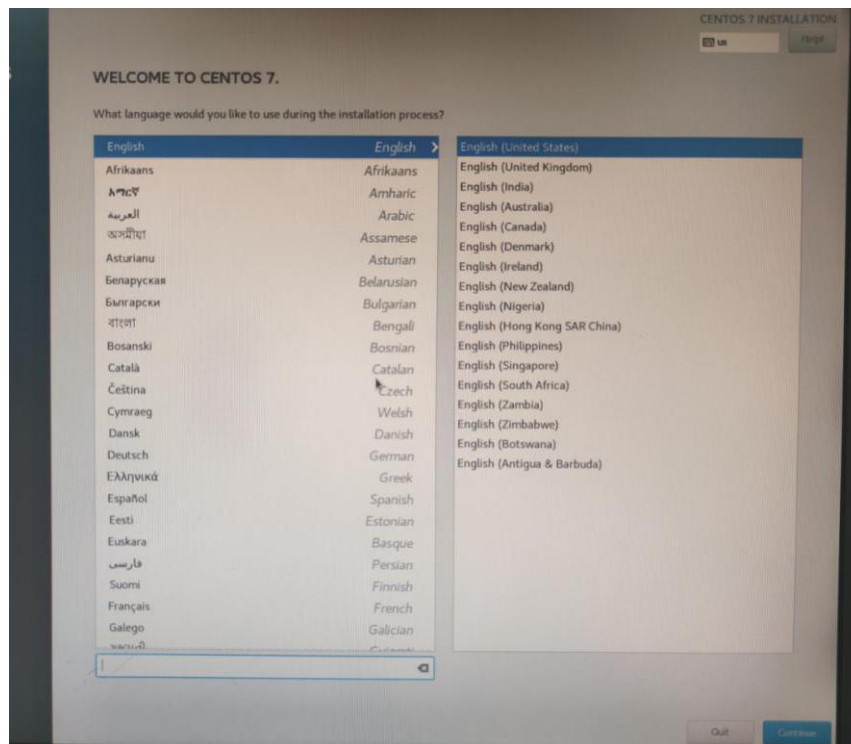 CENTOS 7 INSTALLATION
us
Help!
WELCOME TO CENTOS 7.
What language would you like to use during the installation process?
English English
Afrikaans Afrikaans
አማርኛ Amharic
العربية Arabic
অসমীয়া Assamese
Asturianu Asturian
Беларуская Belarusian
Български Bulgarian
বাংলা Bengali
Bosanski Bosnian
Català Catalan
Čeština Czech
Cymraeg Welsh
Dansk Danish
Deutsch German
Ελληνικά Greek
Español Spanish
Eesti Estonian
Euskara Basque
فارسی Persian
Suomi Finnish
Français French
Galego Galician
English (United States)
English (United Kingdom)
English (India)
English (Australia)
English (Canada)
English (Denmark)
English (Ireland)
English (New Zealand)
English (Nigeria)
English (Hong Kong SAR China)
English (Philippines)
English (Singapore)
English (South Africa)
English (Zambia)
English (Zimbabwe)
English (Botswana)
English (Antigua & Barbuda)
Quit
Continue